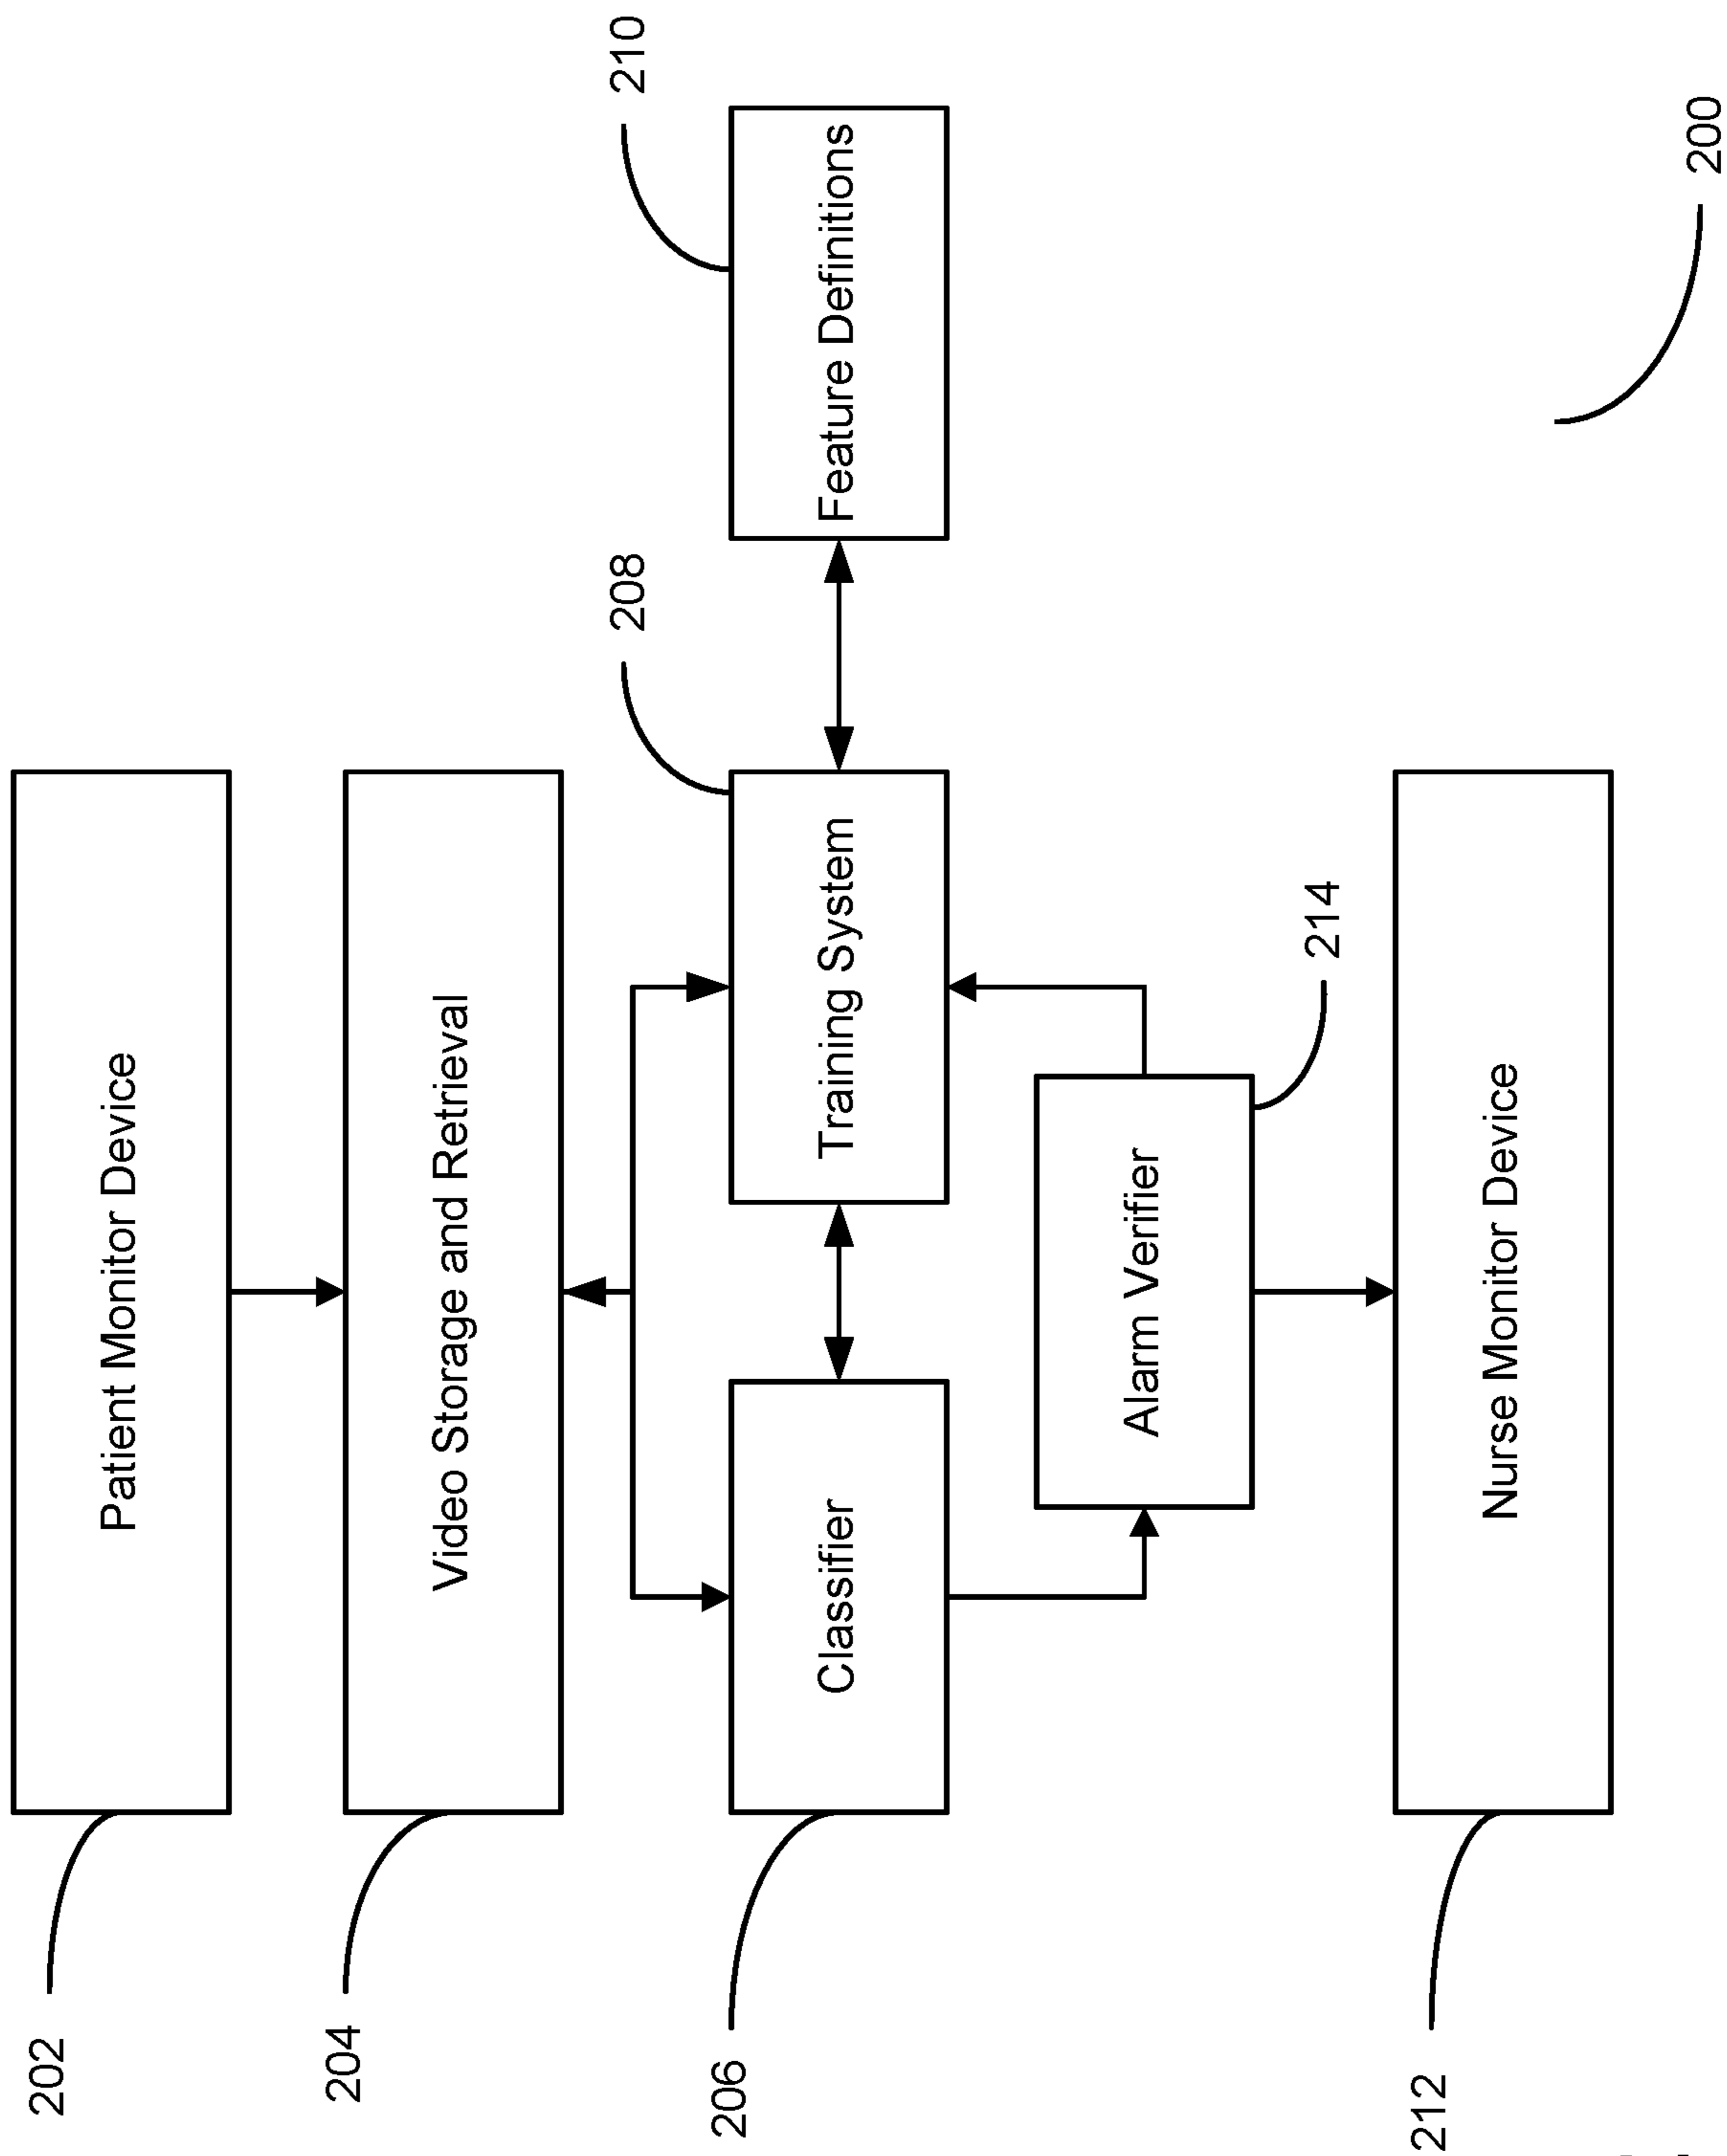 202
Patient Monitor Device
204
Video Storage and Retrieval
208
210
206
Classifier
Training System
Feature Definitions
Alarm Verifier
214
212
Nurse Monitor Device
200